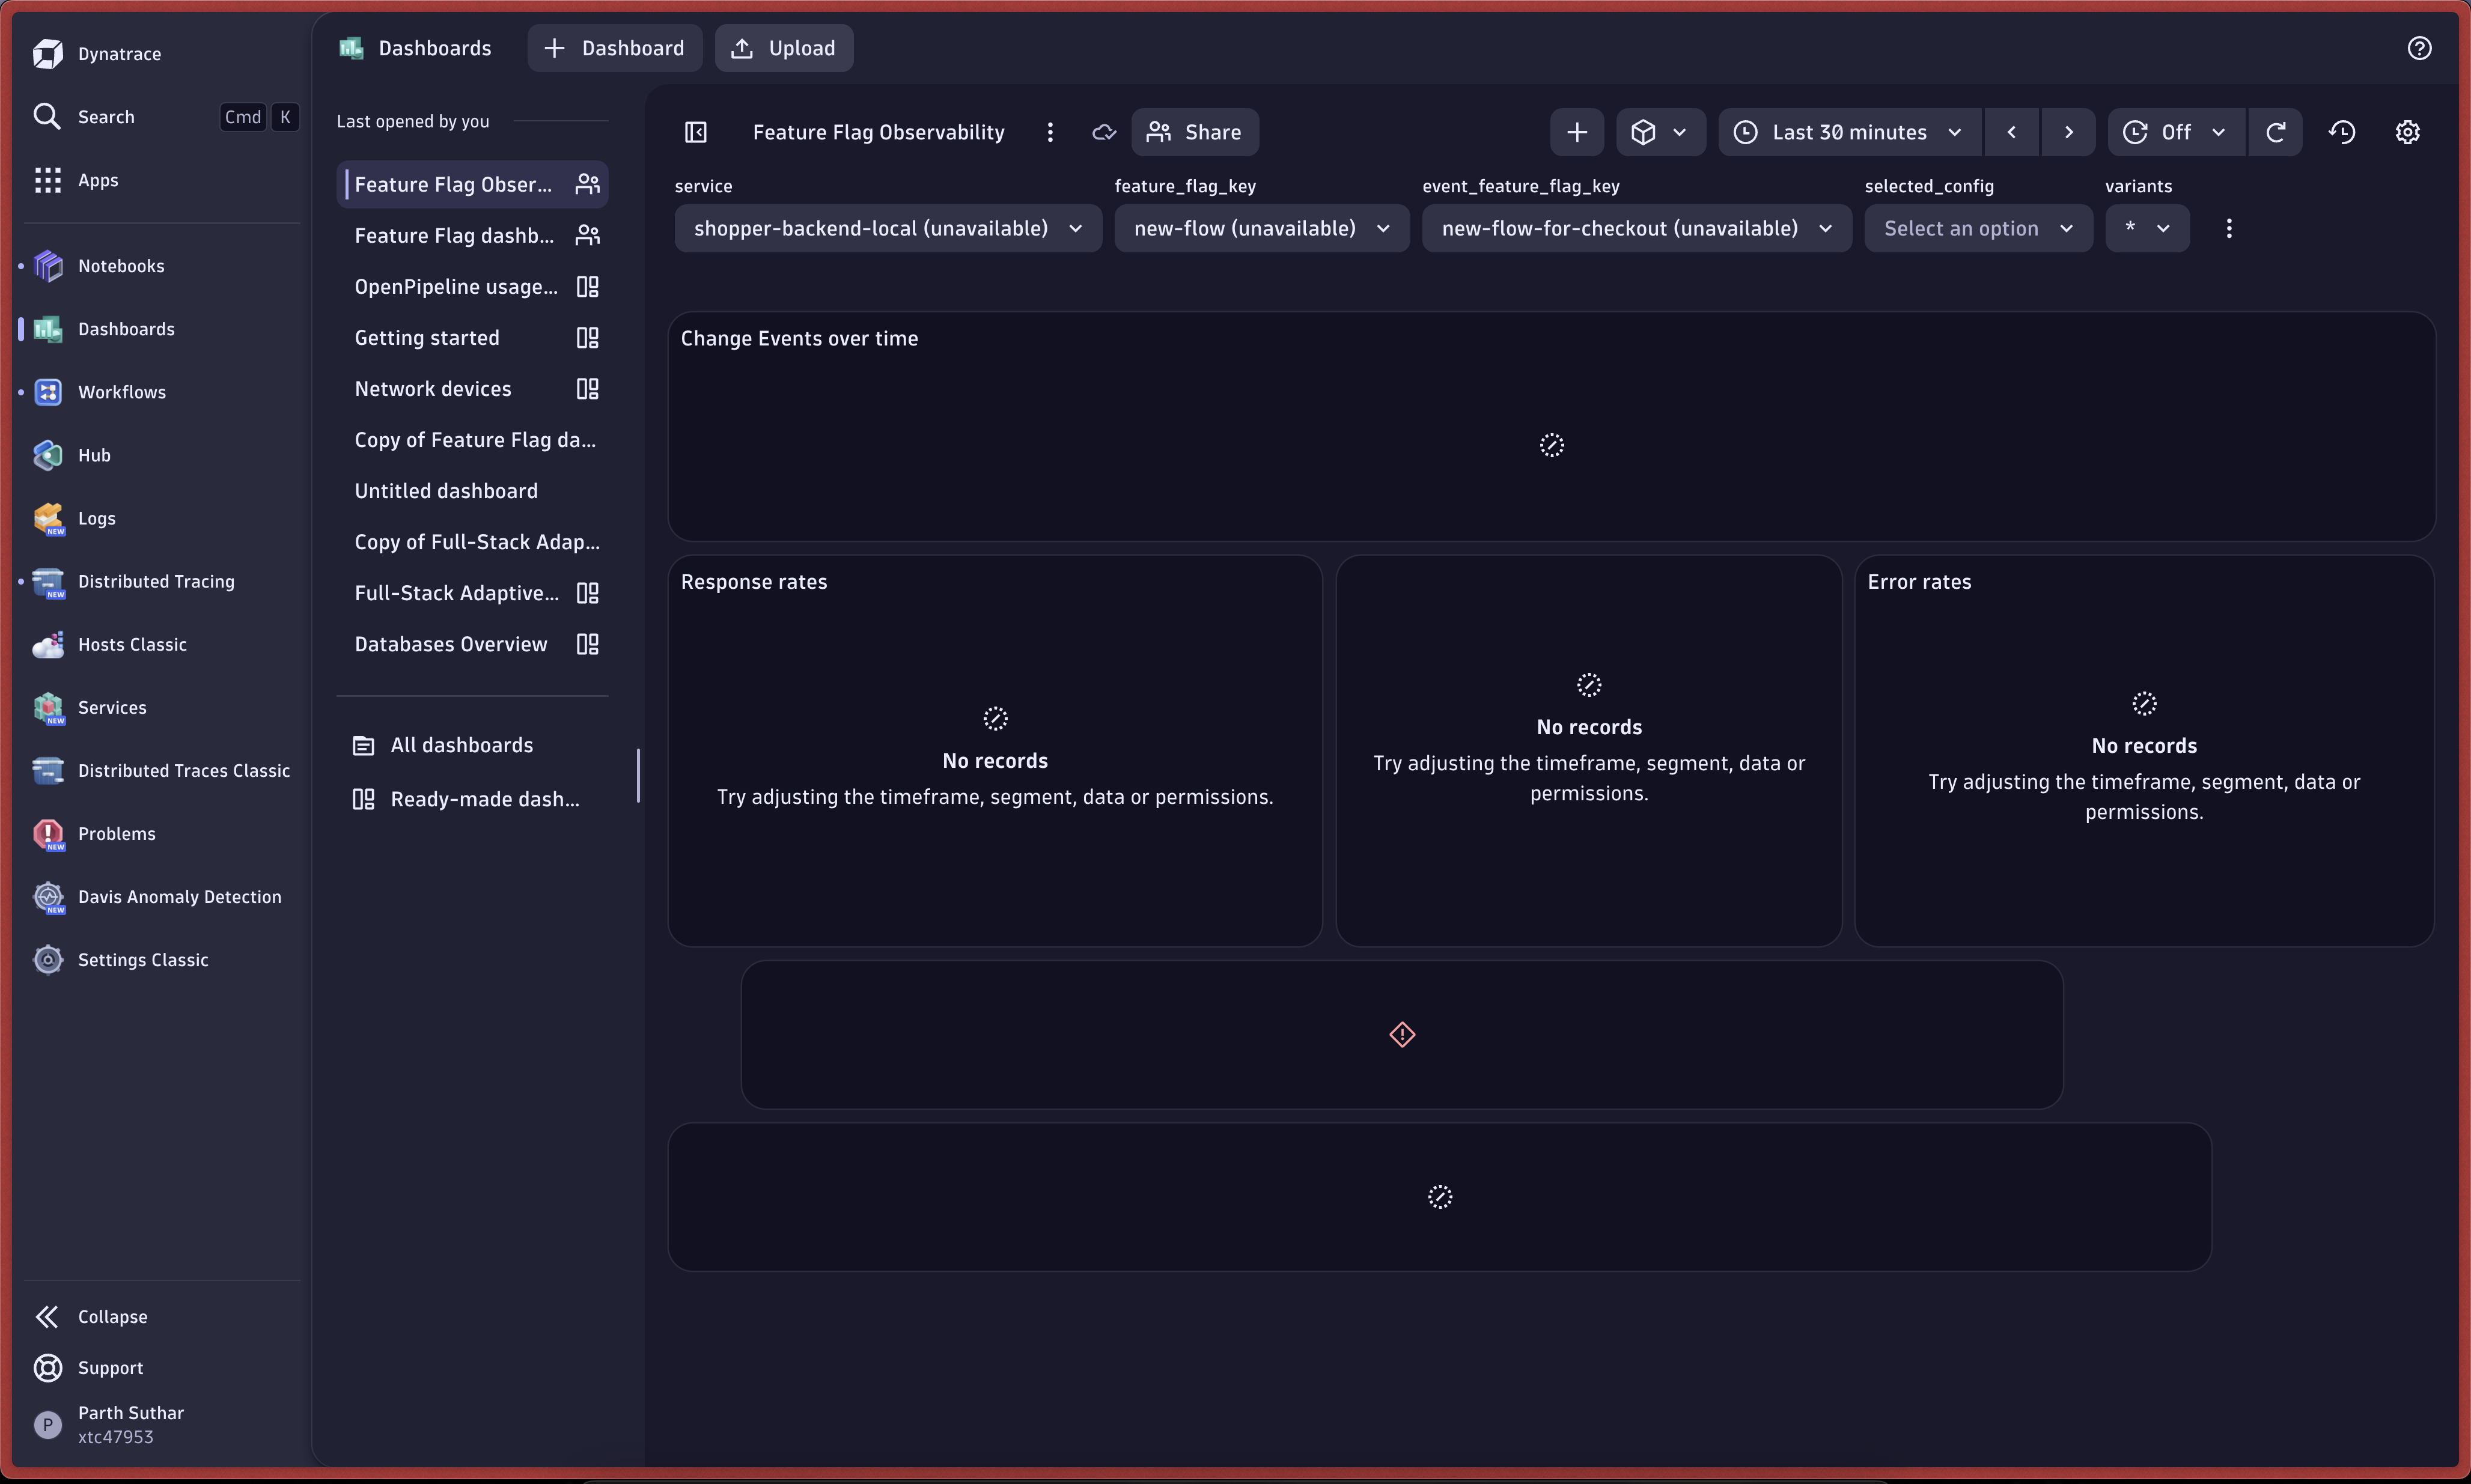 Dynatrace
Search
Cmd K
Apps
Notebooks
Dashboards
Workflows
Hub
Logs
NEW
Distributed Tracing
NEW
Hosts Classic
Services
NEW
Distributed Traces Classic
Problems
NEW
Davis Anomaly Detection
NEW
Settings Classic
Collapse
Support
P
Parth Suthar
xtc47953
Dashboards
Dashboard
Upload
Last opened by you
Feature Flag Obser...
Feature Flag dashb...
OpenPipeline usage...
Getting started
Network devices
Copy of Feature Flag da...
Untitled dashboard
Copy of Full-Stack Adap...
Full-Stack Adaptive...
Databases Overview
All dashboards
Ready-made dash...
Feature Flag Observability
Share
Last 30 minutes
Off
service
shopper-backend-local (unavailable)
feature_flag_key
new-flow (unavailable)
event_feature_flag_key
new-flow-for-checkout (unavailable)
selected_config
Select an option
variants
*
Change Events over time
Response rates
No records
Try adjusting the timeframe, segment, data or permissions.
No records
Try adjusting the timeframe, segment, data or
permissions.
Error rates
No records
Try adjusting the timeframe, segment, data or
permissions.